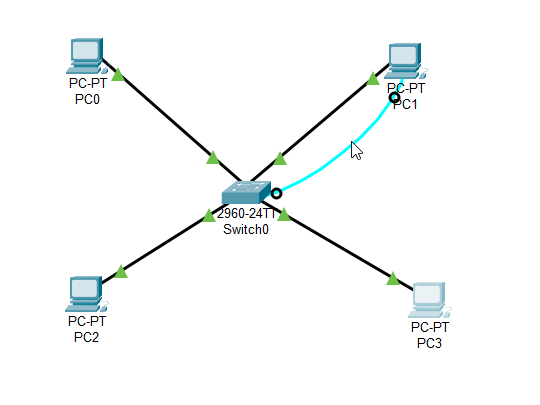 PC-PT
PC0
PC-PT
PC1
2960-24TT
Switch0
PC-PT
PC2
PC-PT
PC3